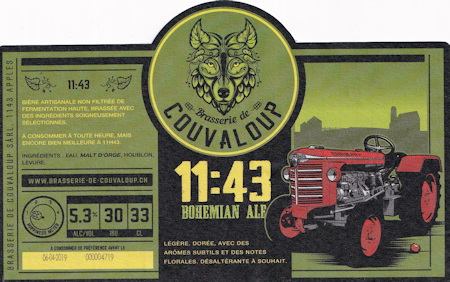 BRASSERIE DE COUVALOUP SÀRL, 1143 APPLES
11:43
BIÈRE ARTISANALE NON FILTRÉE DE
FERMENTATION HAUTE, BRASSÉE AVEC
DES INGRÉDIENTS SOIGNEUSEMENT
SÉLECTIONNÉS.
À CONSOMMER À TOUTE HEURE, MAIS
ENCORE BIEN MEILLEURE À 11H43.
INGRÉDIENTS : EAU, MALT D'ORGE, HOUBLON,
LEVURE.
WWW.BRASSERIE-DE-COUVALOUP.CH
5.3%
ALC/VOL
30
IBU
33
CL
À CONSOMMER DE PRÉFÉRENCE AVANT LE
06-04-2019 00004719
Brasserie de
COUVALOUP
11:43
BOHEMIAN ALE
LÉGÈRE, DORÉE, AVEC DES
ARÔMES SUBTILS ET DES NOTES
FLORALES. DÉSALTÉRANTE À SOUHAIT.